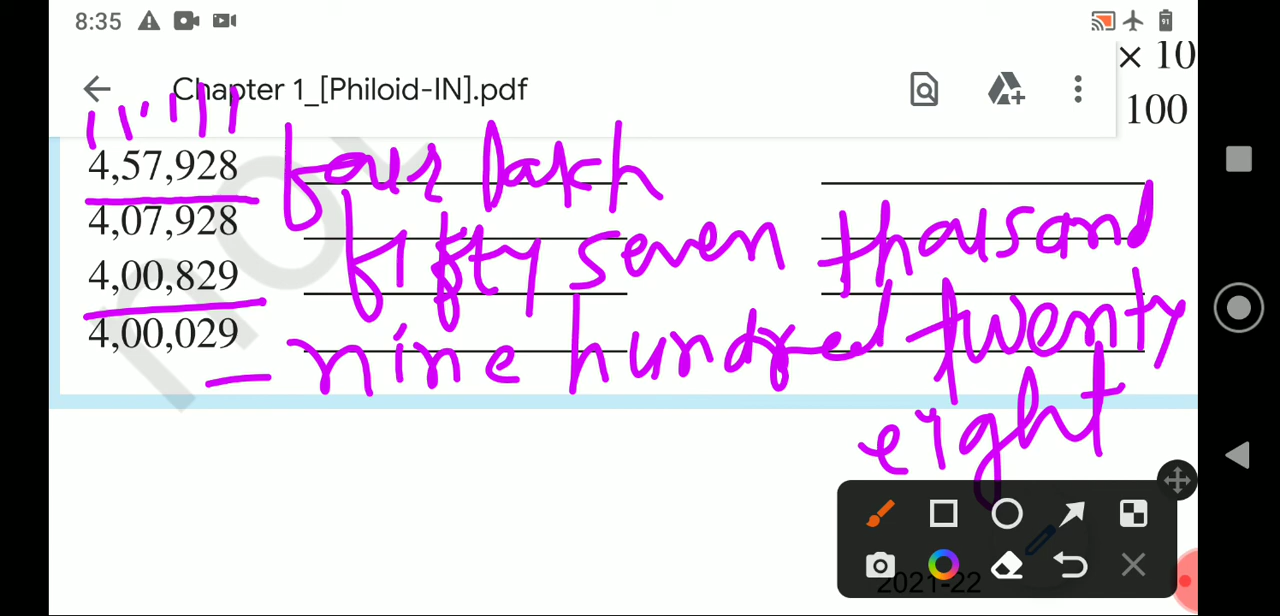 8:35
91
× 10
Chapter 1_[Philoid-IN].pdf
100
4,57,928 four lakh
4,07,928 fifty seven thousand
4,00,829
4,00,029 nine hundred twenty
eight
2021-22